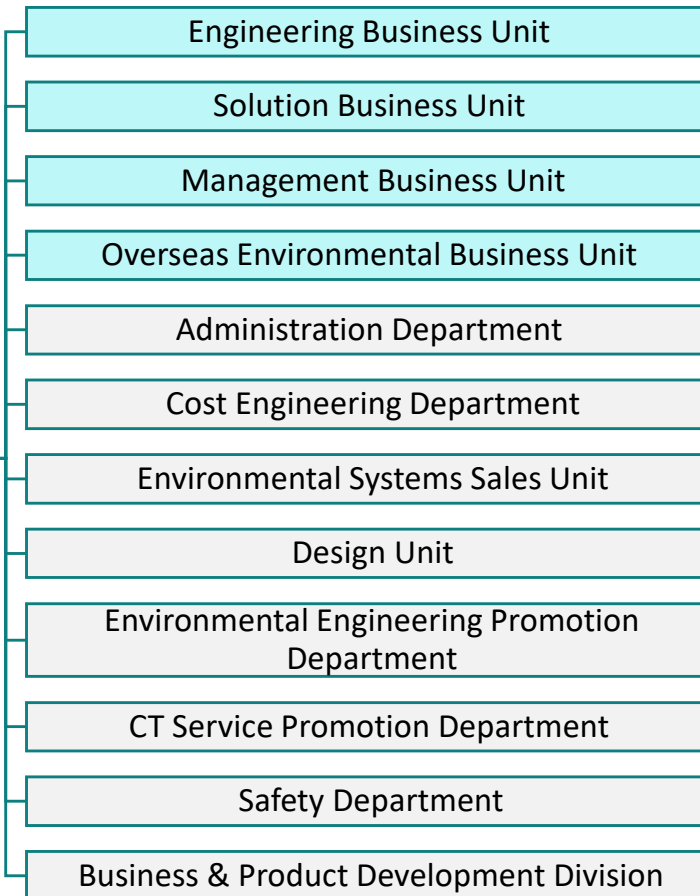 Engineering Business Unit
Solution Business Unit
Management Business Unit
Overseas Environmental Business Unit
Administration Department
Cost Engineering Department
Environmental Systems Sales Unit
Design Unit
Environmental Engineering Promotion
Department
CT Service Promotion Department
Safety Department
Business & Product Development Division